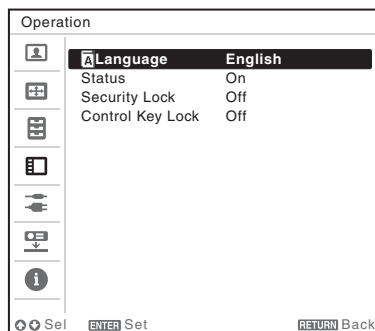 Operation
A Language English
Status On
Security Lock Off
Control Key Lock Off
Sel ENTER Set RETURN Back